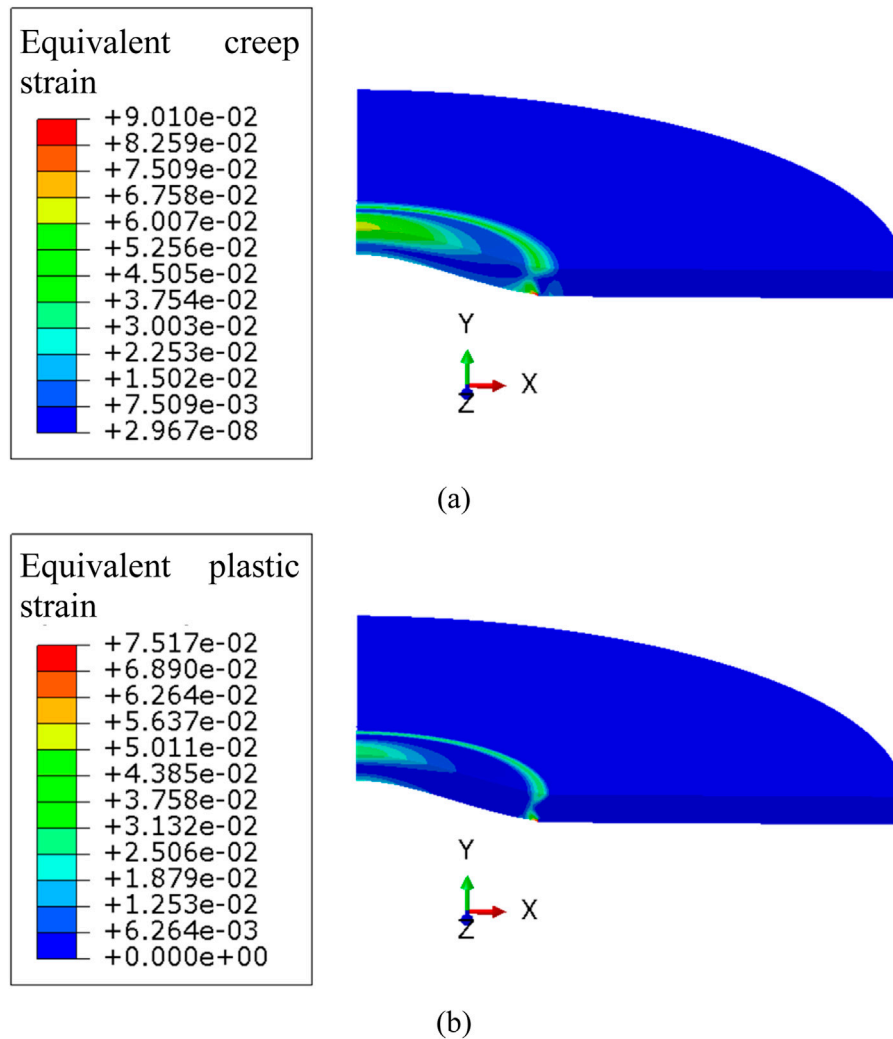 Equivalent creep
strain
+9.010e-02
+8.259e-02
+7.509e-02
+6.758e-02
+6.007e-02
+5.256e-02
+4.505e-02
+3.754e-02
+3.003e-02
+2.253e-02
+1.502e-02
+7.509e-03
+2.967e-08
Y
X
Z
(a)
Equivalent plastic
strain
+7.517e-02
+6.890e-02
+6.264e-02
+5.637e-02
+5.011e-02
+4.385e-02
+3.758e-02
+3.132e-02
+2.506e-02
+1.879e-02
+1.253e-02
+6.264e-03
+0.000e+00
Y
X
Z
(b)